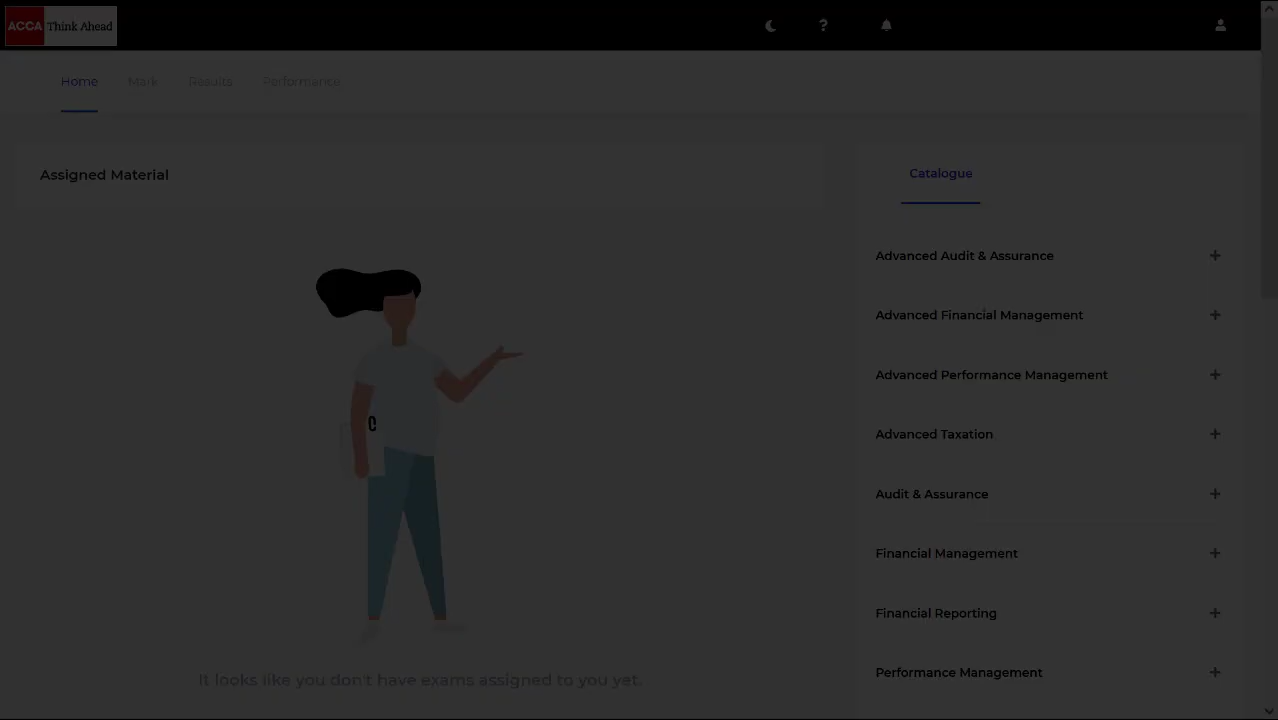 ACCA Think Ahead
Home Mark Results Performance
Assigned Material
It looks like you don't have exams assigned to you yet.
Catalogue
Advanced Audit & Assurance
Advanced Financial Management
Advanced Performance Management
Advanced Taxation
Audit & Assurance
Financial Management
Financial Reporting
Performance Management